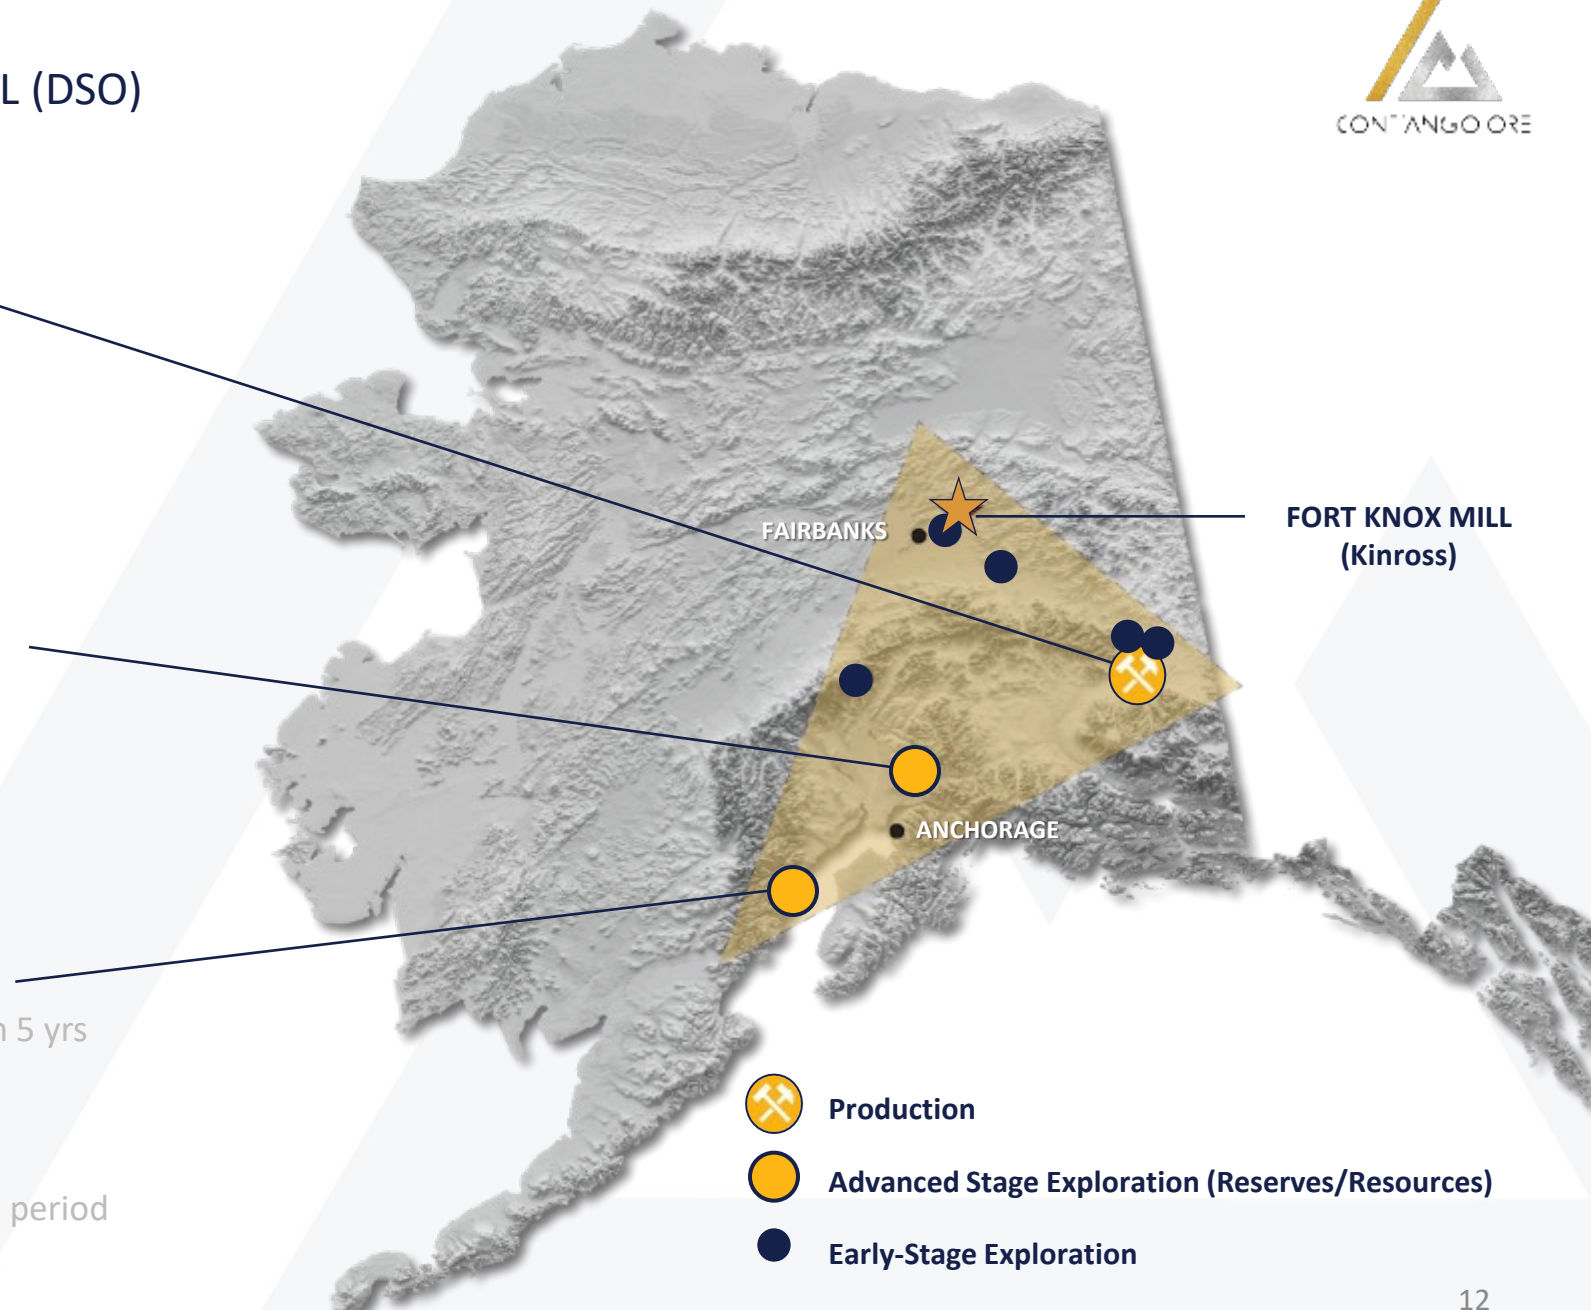 L (DSO)
CONTANGO ORE
FAIRBANKS
FORT KNOX MILL
(Kinross)
ANCHORAGE
5 yrs
period
Production
Advanced Stage Exploration (Reserves/Resources)
Early-Stage Exploration
12